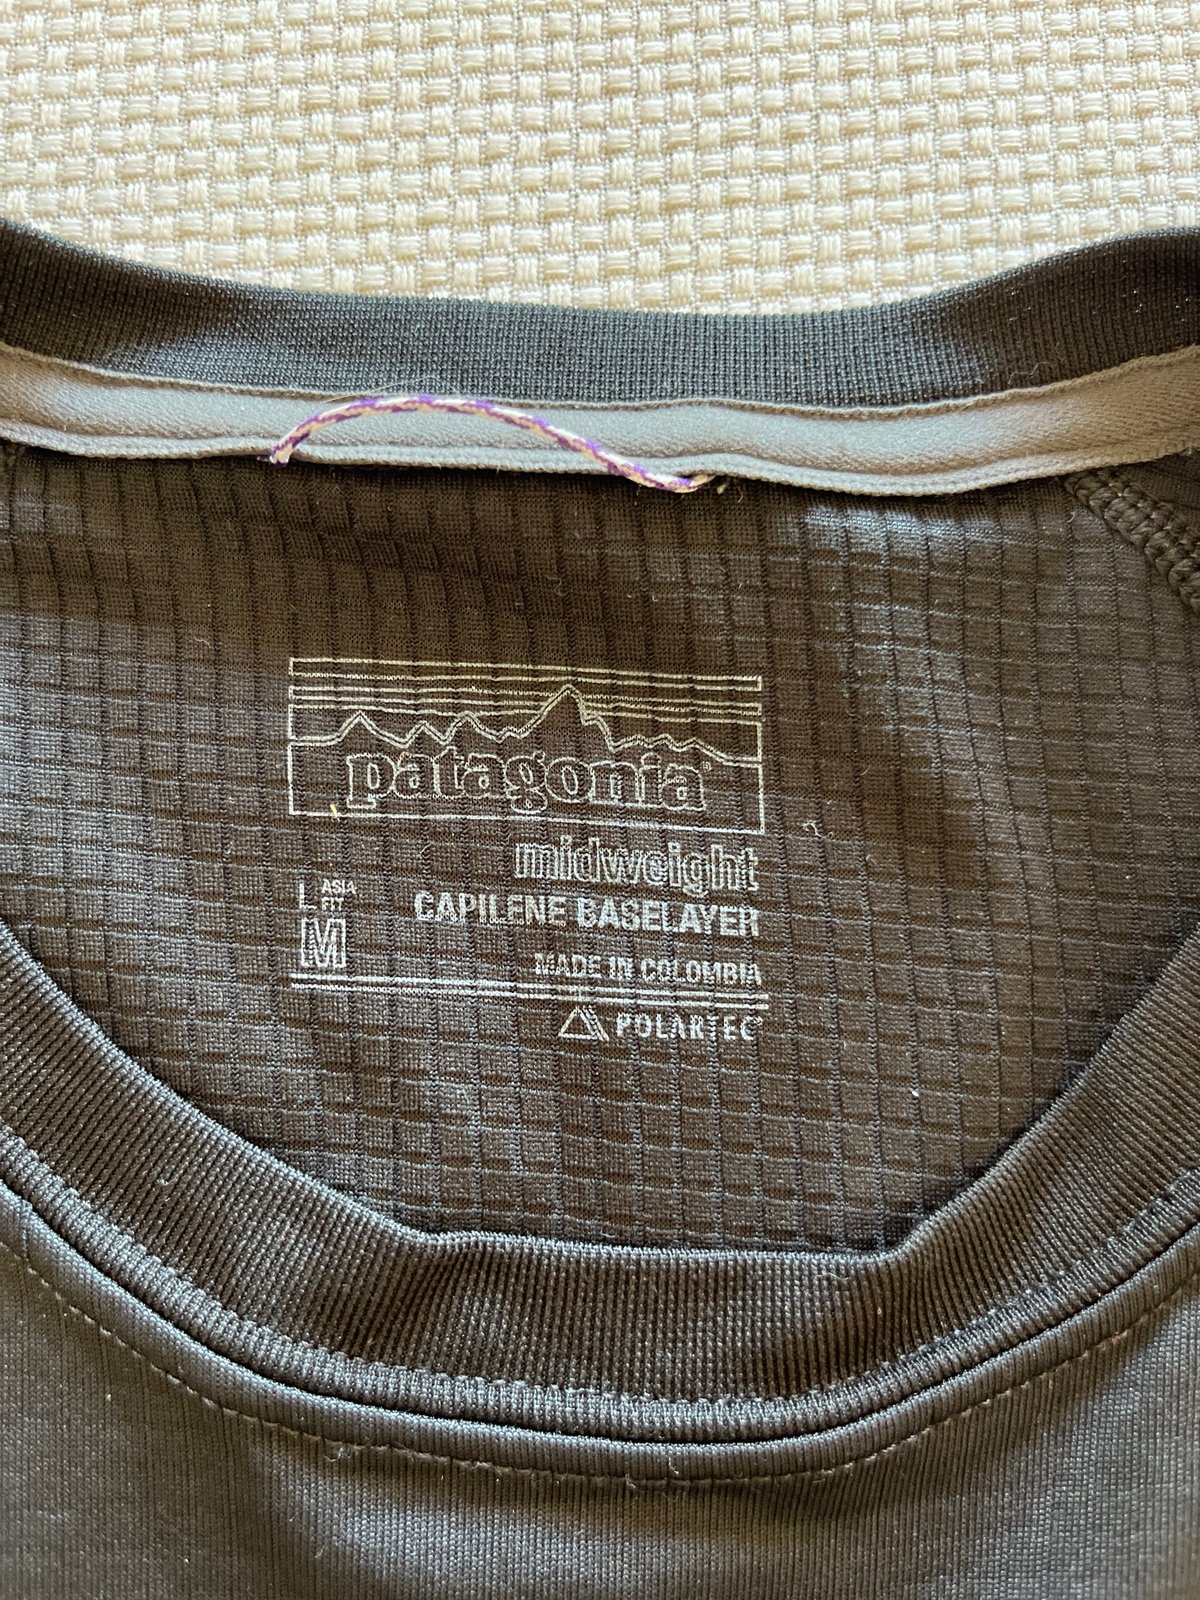 patagonia®
midweight
CAPILENE BASELAYER
L ASIA FIT
M
MADE IN COLOMBIA
POLARTEC®